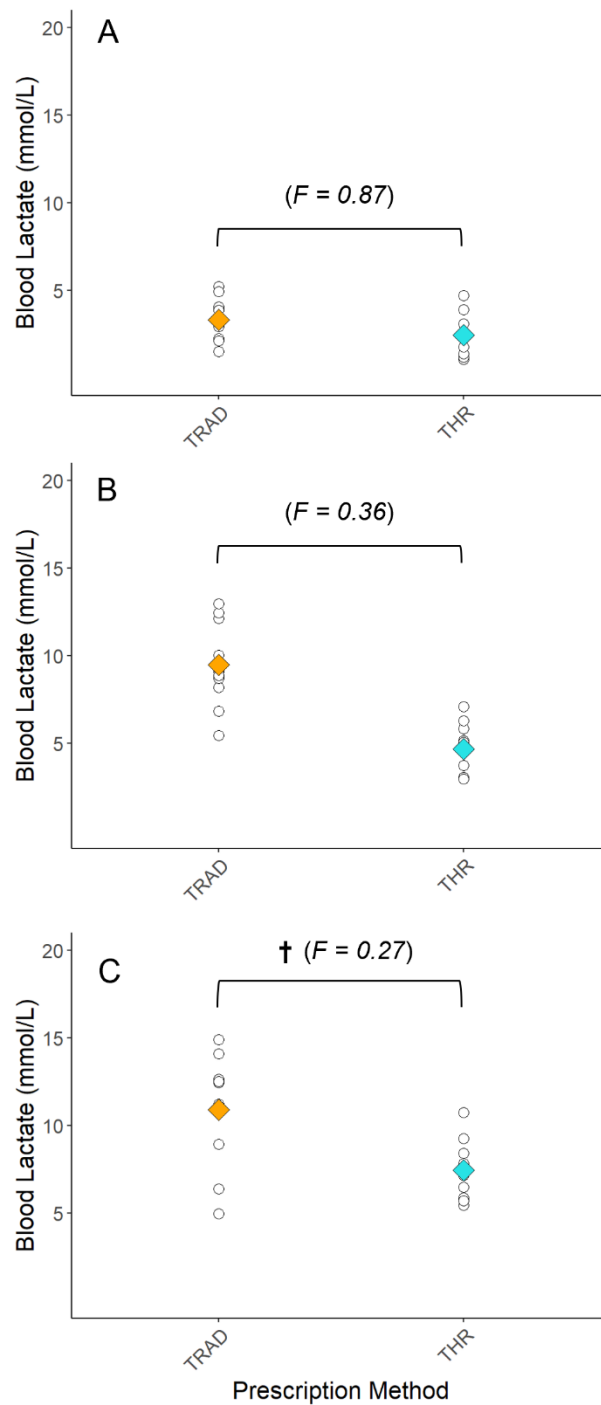 A
Blood Lactate (mmol/L)
20
15
10
5
(F = 0.87)
TRAD
THR
B
Blood Lactate (mmol/L)
20
15
10
5
(F = 0.36)
TRAD
THR
C
Blood Lactate (mmol/L)
20
15
10
5
† (F = 0.27)
TRAD
THR
Prescription Method